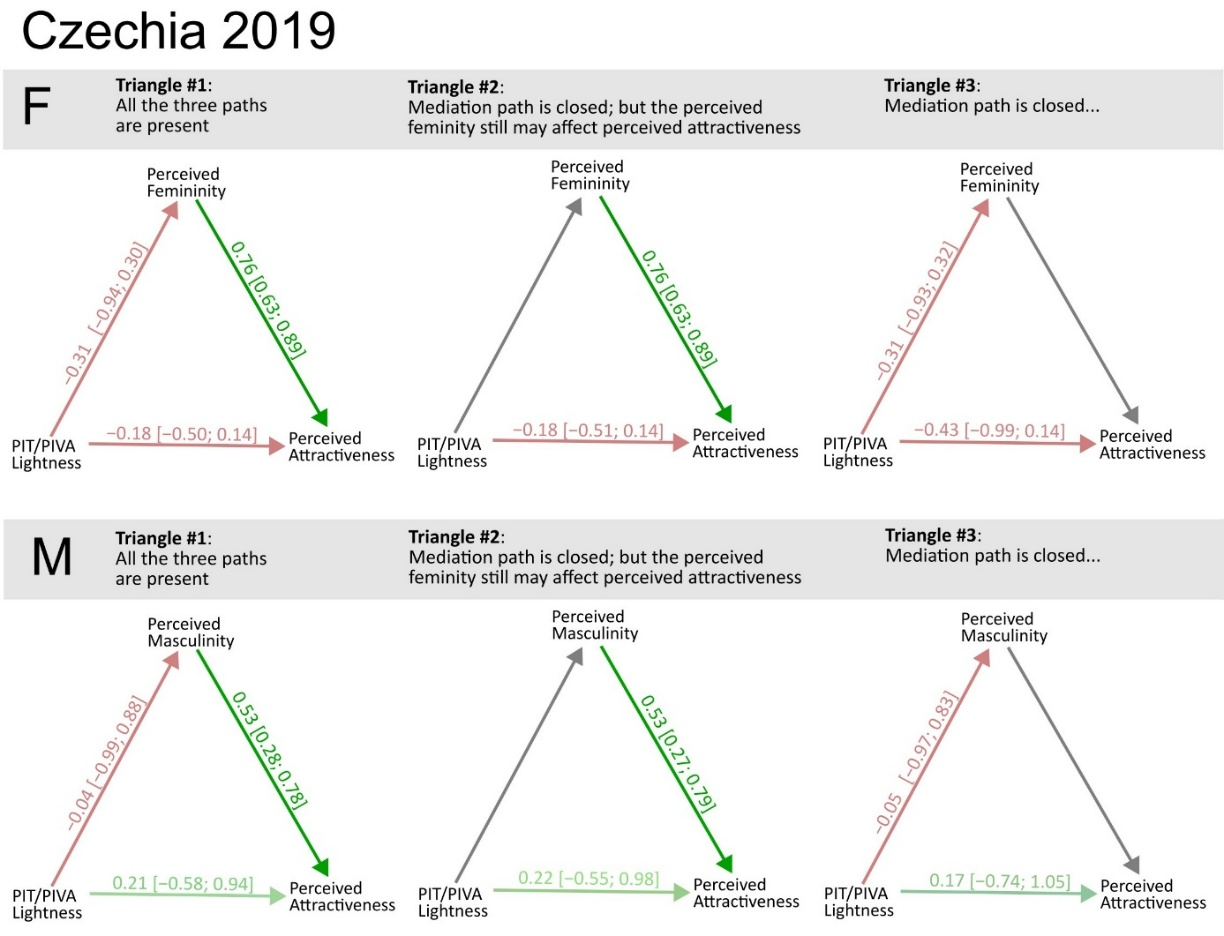 Czechia 2019
F
Triangle #1:
All the three paths
are present
Triangle #2:
Mediation path is closed; but the perceived
feminity still may affect perceived attractiveness
Triangle #3:
Mediation path is closed...
Perceived
Femininity
−0.31 [−0.94; 0.30]
0.76 [0.63; 0.89]
−0.18 [−0.50; 0.14]
PIT/PIVA
Lightness
Perceived
Attractiveness
Perceived
Femininity
0.76 [0.63; 0.89]
−0.18 [−0.51; 0.14]
PIT/PIVA
Lightness
Perceived
Attractiveness
Perceived
Femininity
−0.31 [−0.93; 0.32]
−0.43 [−0.99; 0.14]
PIT/PIVA
Lightness
Perceived
Attractiveness
M
Triangle #1:
All the three paths
are present
Triangle #2:
Mediation path is closed; but the perceived
feminity still may affect perceived attractiveness
Triangle #3:
Mediation path is closed...
Perceived
Masculinity
−0.04 [−0.99; 0.88]
0.53 [0.28; 0.78]
0.21 [−0.58; 0.94]
PIT/PIVA
Lightness
Perceived
Attractiveness
Perceived
Masculinity
0.53 [0.27; 0.79]
0.22 [−0.55; 0.98]
PIT/PIVA
Lightness
Perceived
Attractiveness
Perceived
Masculinity
−0.05 [−0.97; 0.83]
0.17 [−0.74; 1.05]
PIT/PIVA
Lightness
Perceived
Attractiveness